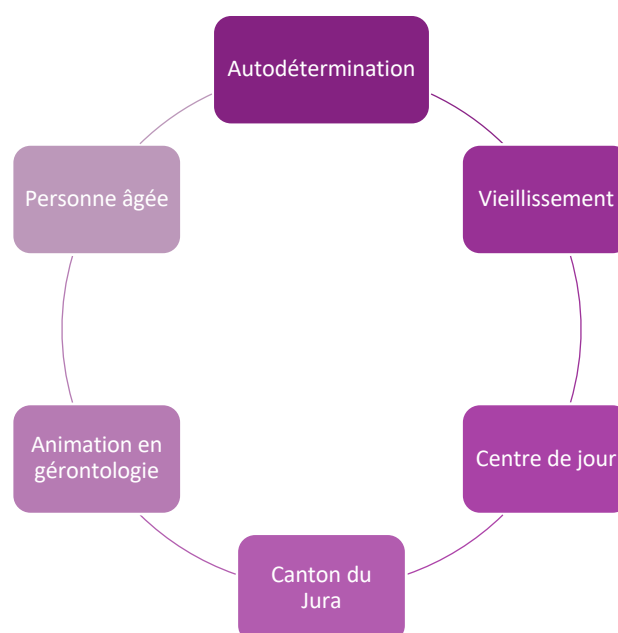 Autodétermination
Vieillissement
Centre de jour
Canton du
Jura
Animation en
gérontologie
Personne âgée